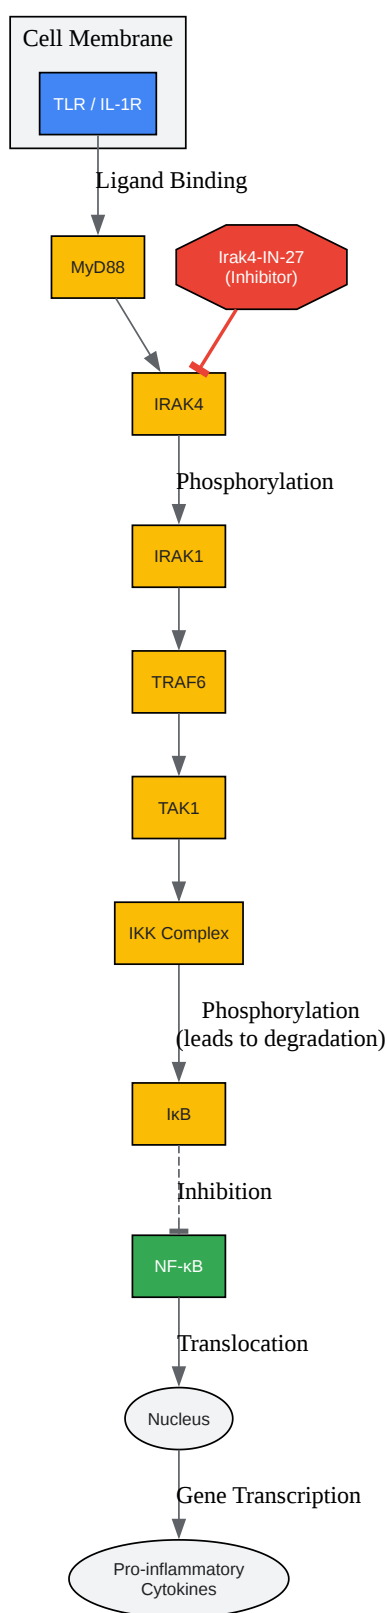 Cell Membrane
TLR / IL-1R
Ligand Binding
MyD88
Irak4-IN-27
(Inhibitor)
IRAK4
Phosphorylation
IRAK1
TRAF6
TAK1
IKK Complex
Phosphorylation
(leads to degradation)
IκB
Inhibition
NF-κB
Translocation
Nucleus
Gene Transcription
Pro-inflammatory
Cytokines